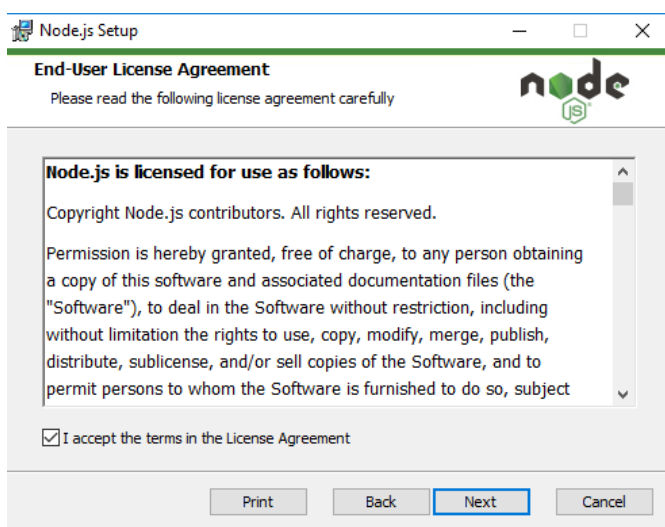 Node.js Setup
End-User License Agreement
Please read the following license agreement carefully
node
JS
Node.js is licensed for use as follows:
Copyright Node.js contributors. All rights reserved.
Permission is hereby granted, free of charge, to any person obtaining
a copy of this software and associated documentation files (the
"Software"), to deal in the Software without restriction, including
without limitation the rights to use, copy, modify, merge, publish,
distribute, sublicense, and/or sell copies of the Software, and to
permit persons to whom the Software is furnished to do so, subject
I accept the terms in the License Agreement
Print Back Next Cancel